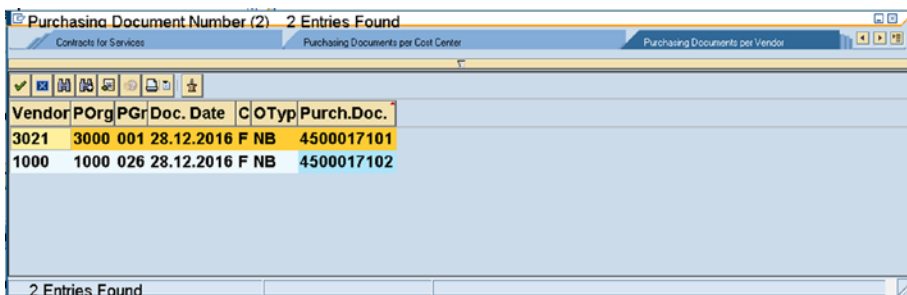 Purchasing Document Number (2) 2 Entries Found
Contracts for Services Purchasing Documents per Cost Center Purchasing Documents per Vendor
Vendor POrg PGr Doc. Date C OTyp Purch.Doc.
3021 3000 001 28.12.2016 F NB 4500017101
1000 1000 026 28.12.2016 F NB 4500017102
2 Entries Found